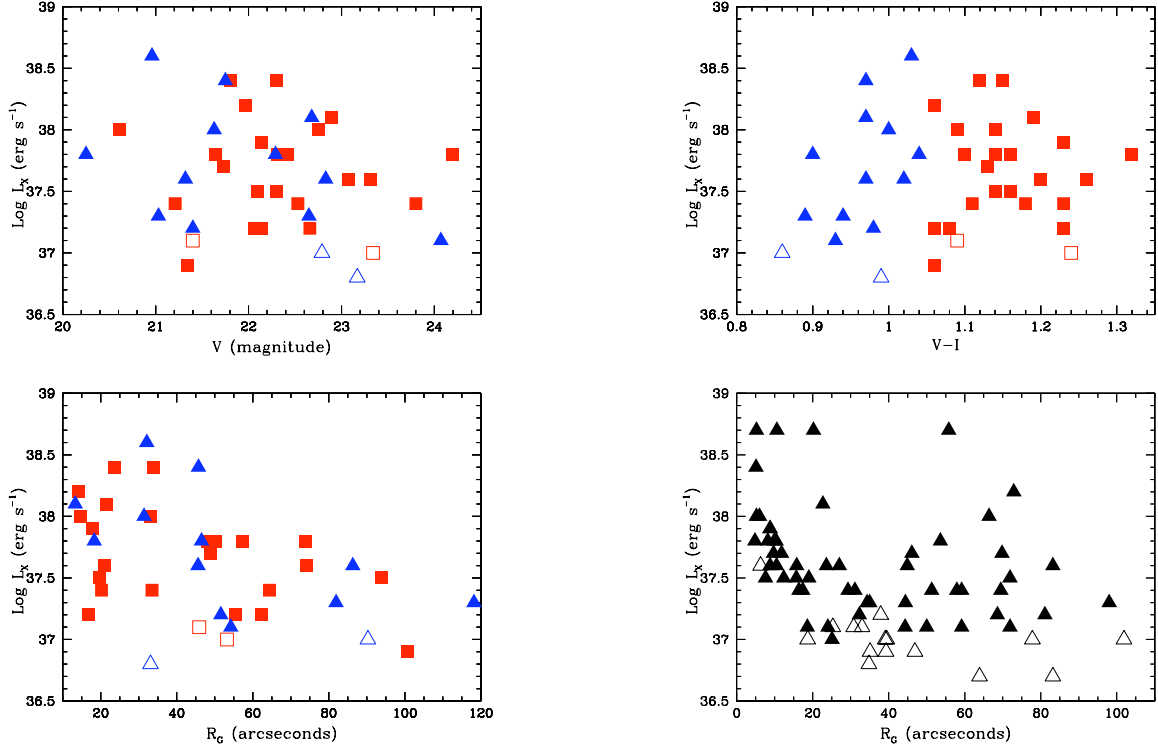 39
38.5
38
37.5
37
36.5
Log L_X (erg s⁻¹)
20 21 22 23 24
V (magnitude)
39
38.5
38
37.5
37
36.5
Log L_X (erg s⁻¹)
0.8 0.9 1 1.1 1.2 1.3
V−I
39
38.5
38
37.5
37
36.5
Log L_X (erg s⁻¹)
20 40 60 80 100 120
R_G (arcseconds)
39
38.5
38
37.5
37
36.5
Log L_X (erg s⁻¹)
0 20 40 60 80 100
R_G (arcseconds)